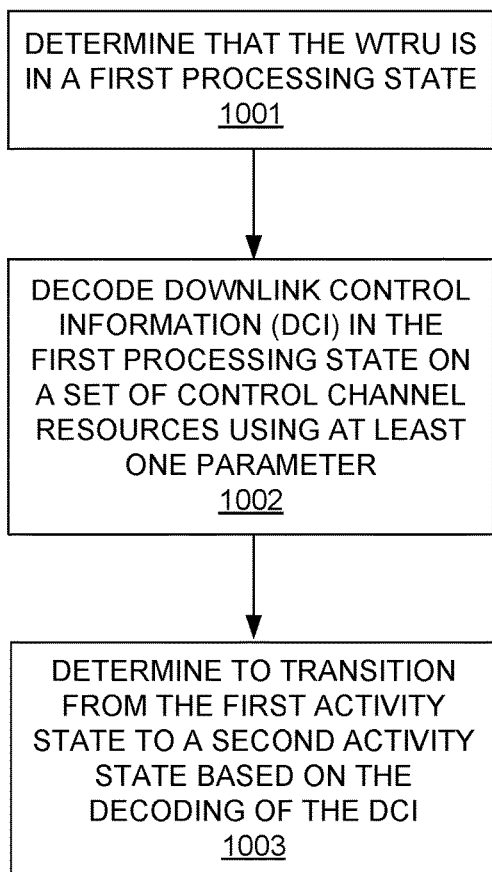 DETERMINE THAT THE WTRU IS
IN A FIRST PROCESSING STATE
1001
DECODE DOWNLINK CONTROL
INFORMATION (DCI) IN THE
FIRST PROCESSING STATE ON
A SET OF CONTROL CHANNEL
RESOURCES USING AT LEAST
ONE PARAMETER
1002
DETERMINE TO TRANSITION
FROM THE FIRST ACTIVITY
STATE TO A SECOND ACTIVITY
STATE BASED ON THE
DECODING OF THE DCI
1003